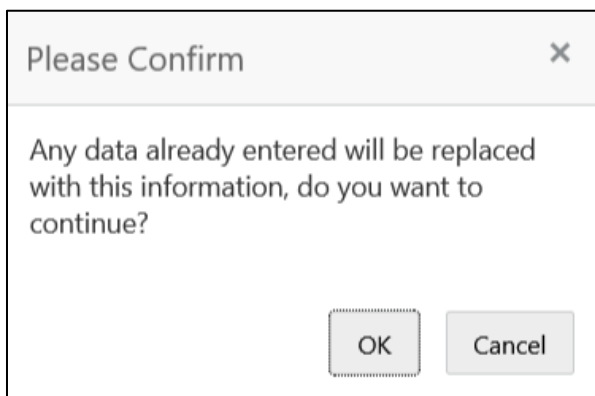 Please Confirm
Any data already entered will be replaced
with this information, do you want to
continue?
OK Cancel